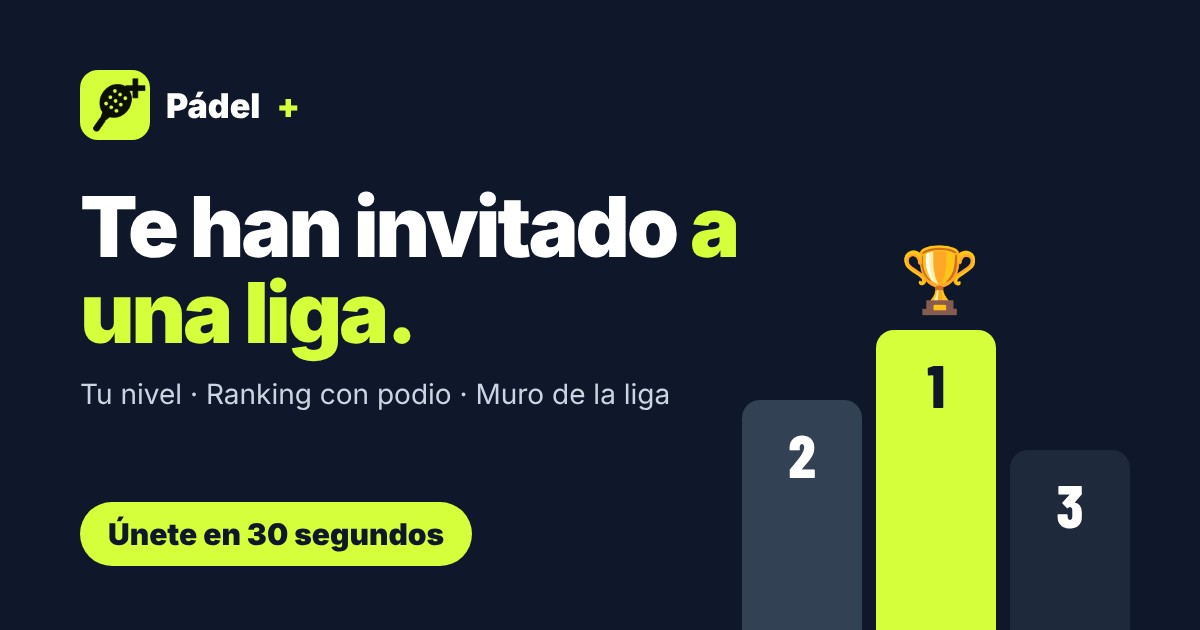 Pádel +
Te han invitado a
una liga.
Tu nivel · Ranking con podio · Muro de la liga
Únete en 30 segundos
1
2
3